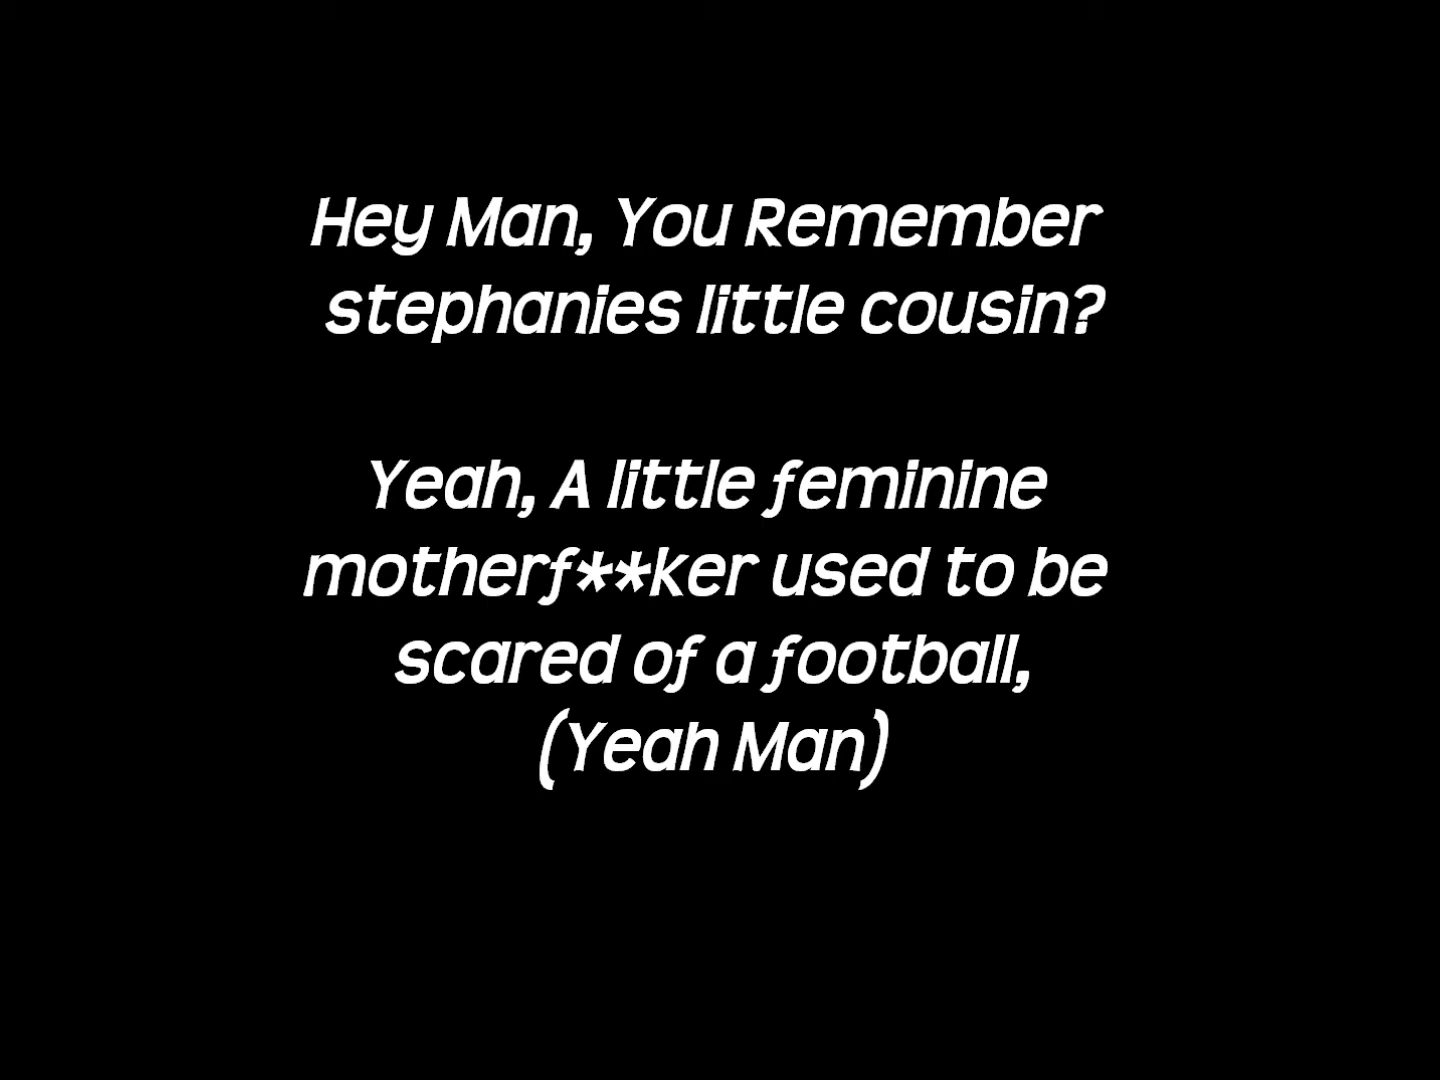 Hey Man, You Remember
stephanies little cousin?
Yeah, A little feminine
motherf**ker used to be
scared of a football,
(Yeah Man)